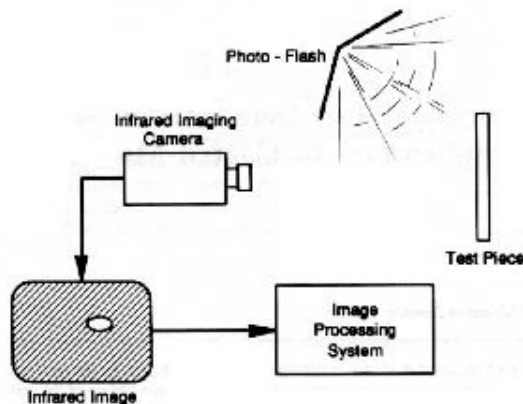 Photo - Flash
Infrared Imaging
Camera
Test Piece
Image
Processing
System
Infrared Image